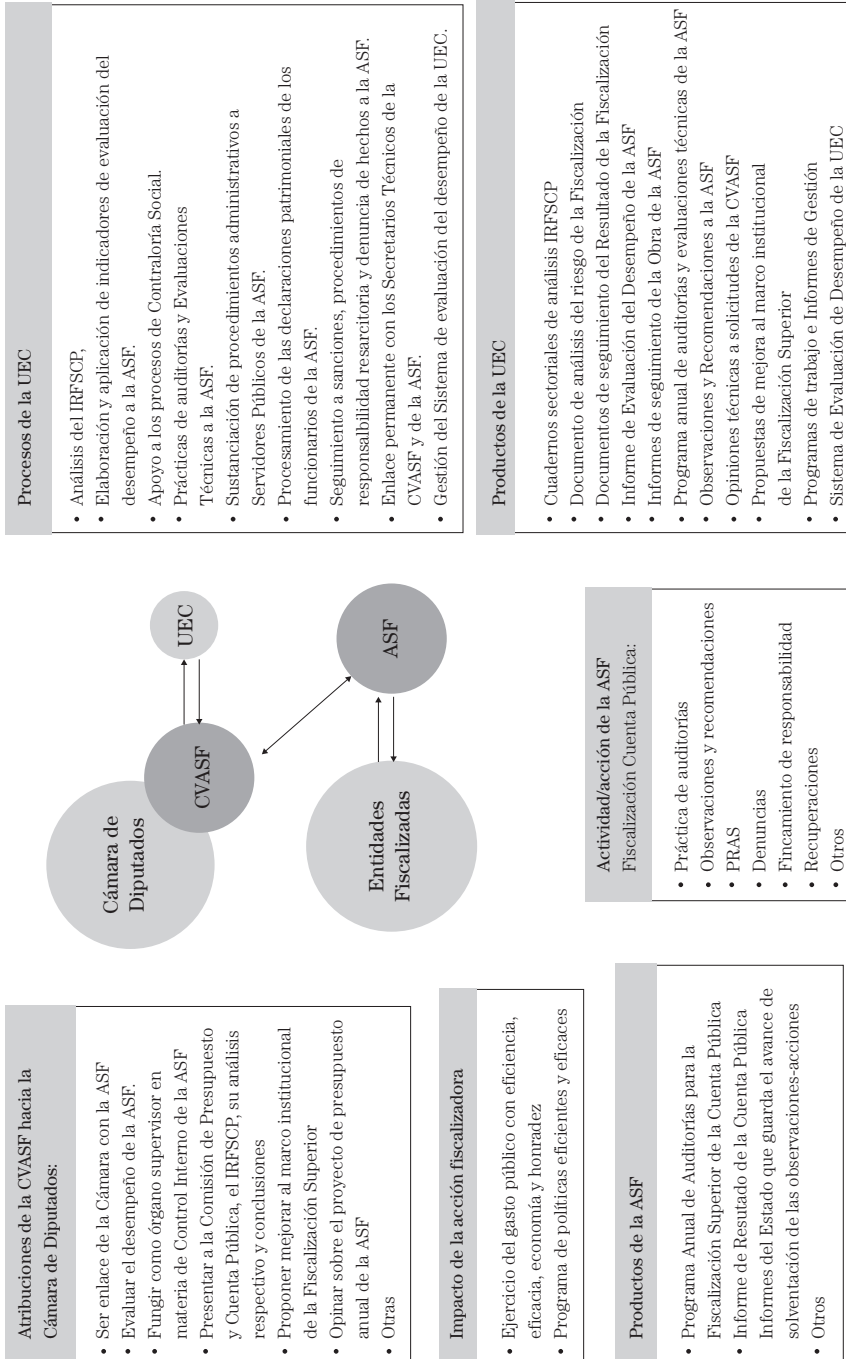 Atribuciones de la CVASF hacia la
Cámara de Diputados:
• Ser enlace de la Cámara con la ASF
• Evaluar el desempeño de la ASF.
• Fungir como órgano supervisor en
materia de Control Interno de la ASF
• Presentar a la Comisión de Presupuesto
y Cuenta Pública, el IRFSCP, su análisis
respectivo y conclusiones
• Proponer mejorar al marco institucional
de la Fiscalización Superior
• Opinar sobre el proyecto de presupuesto
anual de la ASF
• Otras
Impacto de la acción fiscalizadora
• Ejercicio del gasto público con eficiencia,
eficacia, economía y honradez
• Programa de políticas eficientes y eficaces
Productos de la ASF
• Programa Anual de Auditorías para la
Fiscalización Superior de la Cuenta Pública
• Informe de Resutado de la Cuenta Pública
Informes del Estado que guarda el avance de
solventación de las observaciones-acciones
• Otros
Cámara de
Diputados
CVASF
UEC
Entidades
Fiscalizadas
ASF
Actividad/acción de la ASF
Fiscalización Cuenta Pública:
• Práctica de auditorías
• Observaciones y recomendaciones
• PRAS
• Denuncias
• Fincamiento de responsabilidad
• Recuperaciones
• Otros
Procesos de la UEC
• Análisis del IRFSCP,
• Elaboración y aplicación de indicadores de evaluación del
desempeño a la ASF.
• Apoyo a los procesos de Contraloría Social.
• Prácticas de auditorías y Evaluaciones
Técnicas a la ASF.
• Sustanciación de procedimientos administrativos a
Servidores Públicos de la ASF.
• Procesamiento de las declaraciones patrimoniales de los
funcionarios de la ASF.
• Seguimiento a sanciones, procedimientos de
responsalbilidad resarcitoria y denuncia de hechos a la ASF.
• Enlace permanente con los Secretarios Técnicos de la
CVASF y de la ASF.
• Gestión del Sistema de evaluación del desempeño de la UEC.
Productos de la UEC
• Cuadernos sectoriales de análisis IRFSCP
• Documento de análisis del riesgo de la Fiscalización
• Documentos de seguimiento del Resultado de la Fiscalización
• Informe de Evaluación del Desempeño de la ASF
• Informes de seguimiento de la Obra de la ASF
• Programa anual de auditorías y evaluaciones técnicas de la ASF
• Observaciones y Recomendaciones a la ASF
• Opiniones técnicas a solicitudes de la CVASF
• Propuestas de mejora al marco institucional
de la Fiscalización Superior
• Programas de trabajo e Informes de Gestión
• Sistema de Evaluación de Desempeño de la UEC